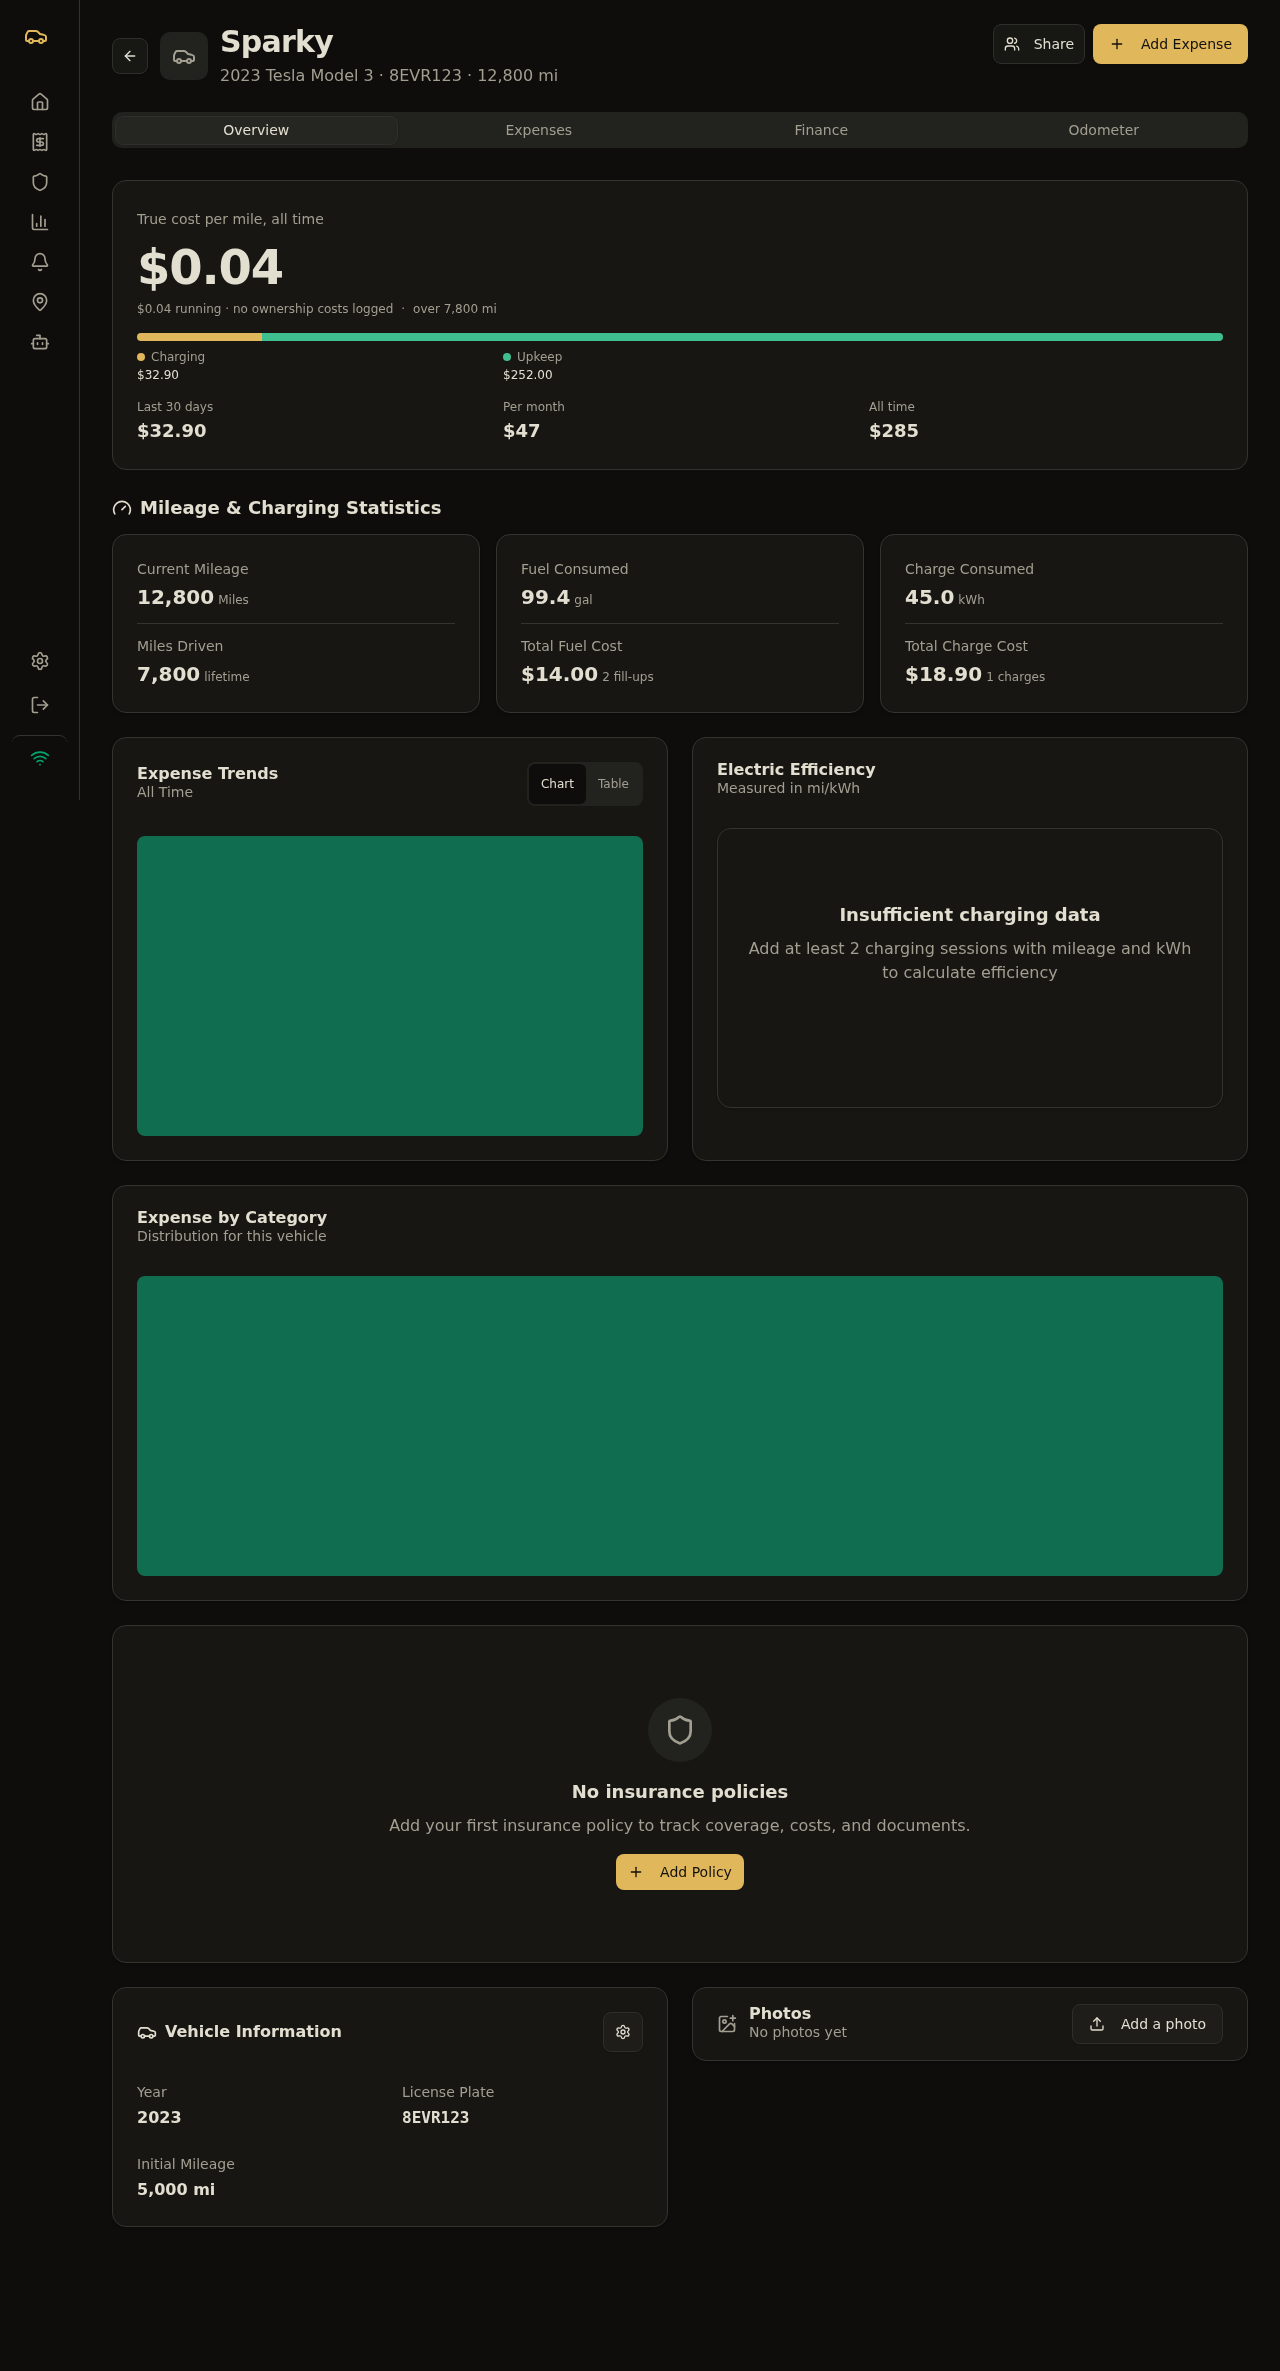 Sparky
2023 Tesla Model 3 · 8EVR123 · 12,800 mi
Share
Add Expense
Overview
Expenses
Finance
Odometer
True cost per mile, all time
$0.04
$0.04 running · no ownership costs logged · over 7,800 mi
Charging
$32.90
Upkeep
$252.00
Last 30 days
$32.90
Per month
$47
All time
$285
Mileage & Charging Statistics
Current Mileage
12,800 Miles
Miles Driven
7,800 lifetime
Fuel Consumed
99.4 gal
Total Fuel Cost
$14.00 2 fill-ups
Charge Consumed
45.0 kWh
Total Charge Cost
$18.90 1 charges
Expense Trends
All Time
Chart
Table
Electric Efficiency
Measured in mi/kWh
Insufficient charging data
Add at least 2 charging sessions with mileage and kWh
to calculate efficiency
Expense by Category
Distribution for this vehicle
No insurance policies
Add your first insurance policy to track coverage, costs, and documents.
Add Policy
Vehicle Information
Year
2023
License Plate
8EVR123
Initial Mileage
5,000 mi
Photos
No photos yet
Add a photo